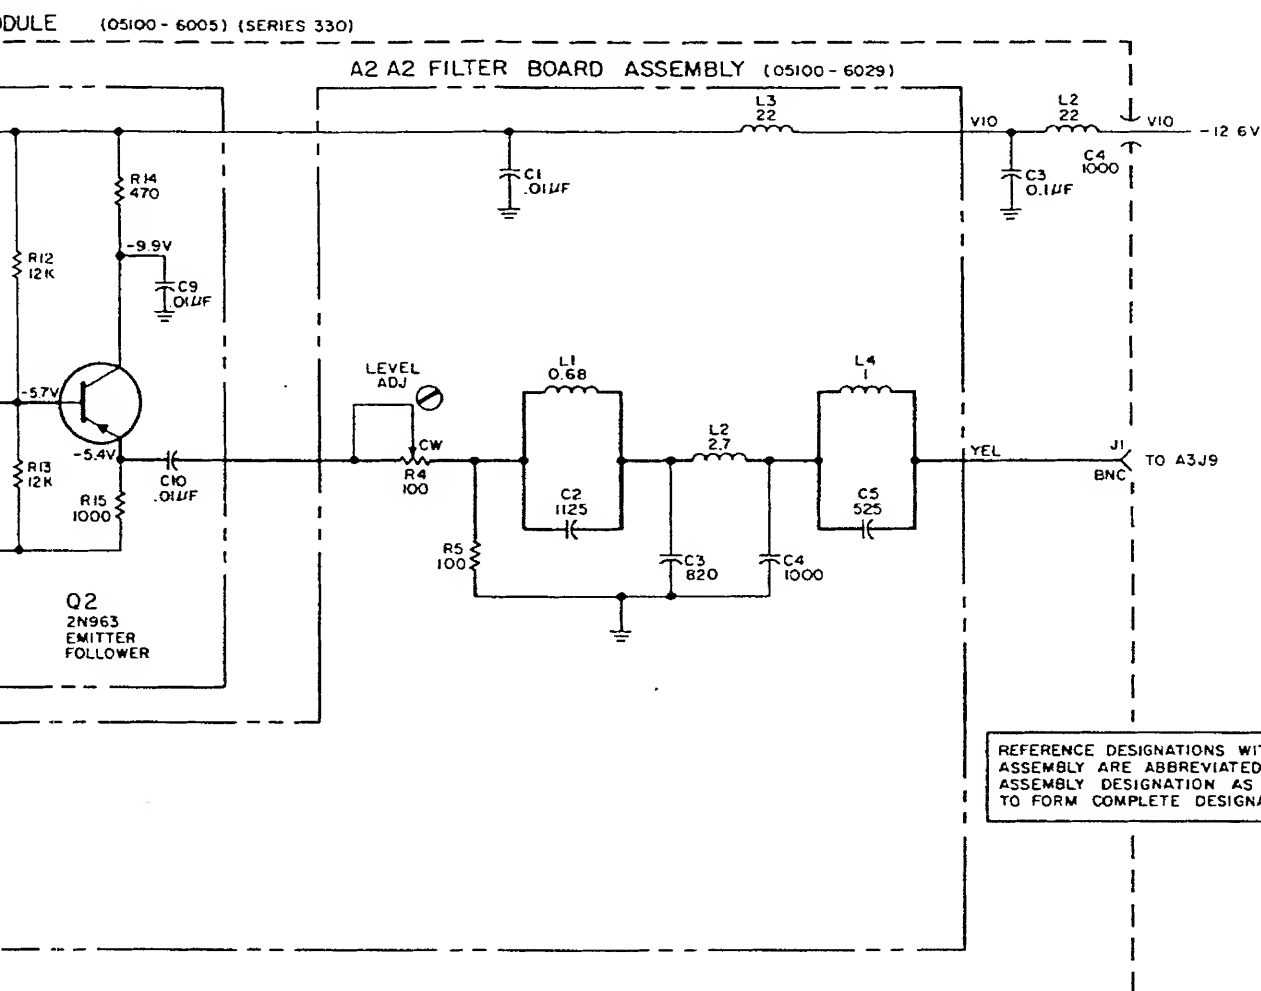 ODULE (05100-6005) (SERIES 330)
A2 A2 FILTER BOARD ASSEMBLY (05100-6029)
L3
22
L2
22
V10
V10
-12 6V
C4
1000
C1
.01UF
C3
0.1UF
R14
470
-9.9V
R12
12K
C9
.01UF
-5.7V
-5.4V
R13
12K
C10
.01UF
R15
1000
Q2
2N963
EMITTER
FOLLOWER
LEVEL
ADJ
CW
R4
100
L1
0.68
C2
1125
L2
2.7
L4
1
C5
525
R5
100
C3
820
C4
1000
YEL
J1
BNC
TO A3J9
REFERENCE DESIGNATIONS WIT
ASSEMBLY ARE ABBREVIATED
ASSEMBLY DESIGNATION AS
TO FORM COMPLETE DESIGNA